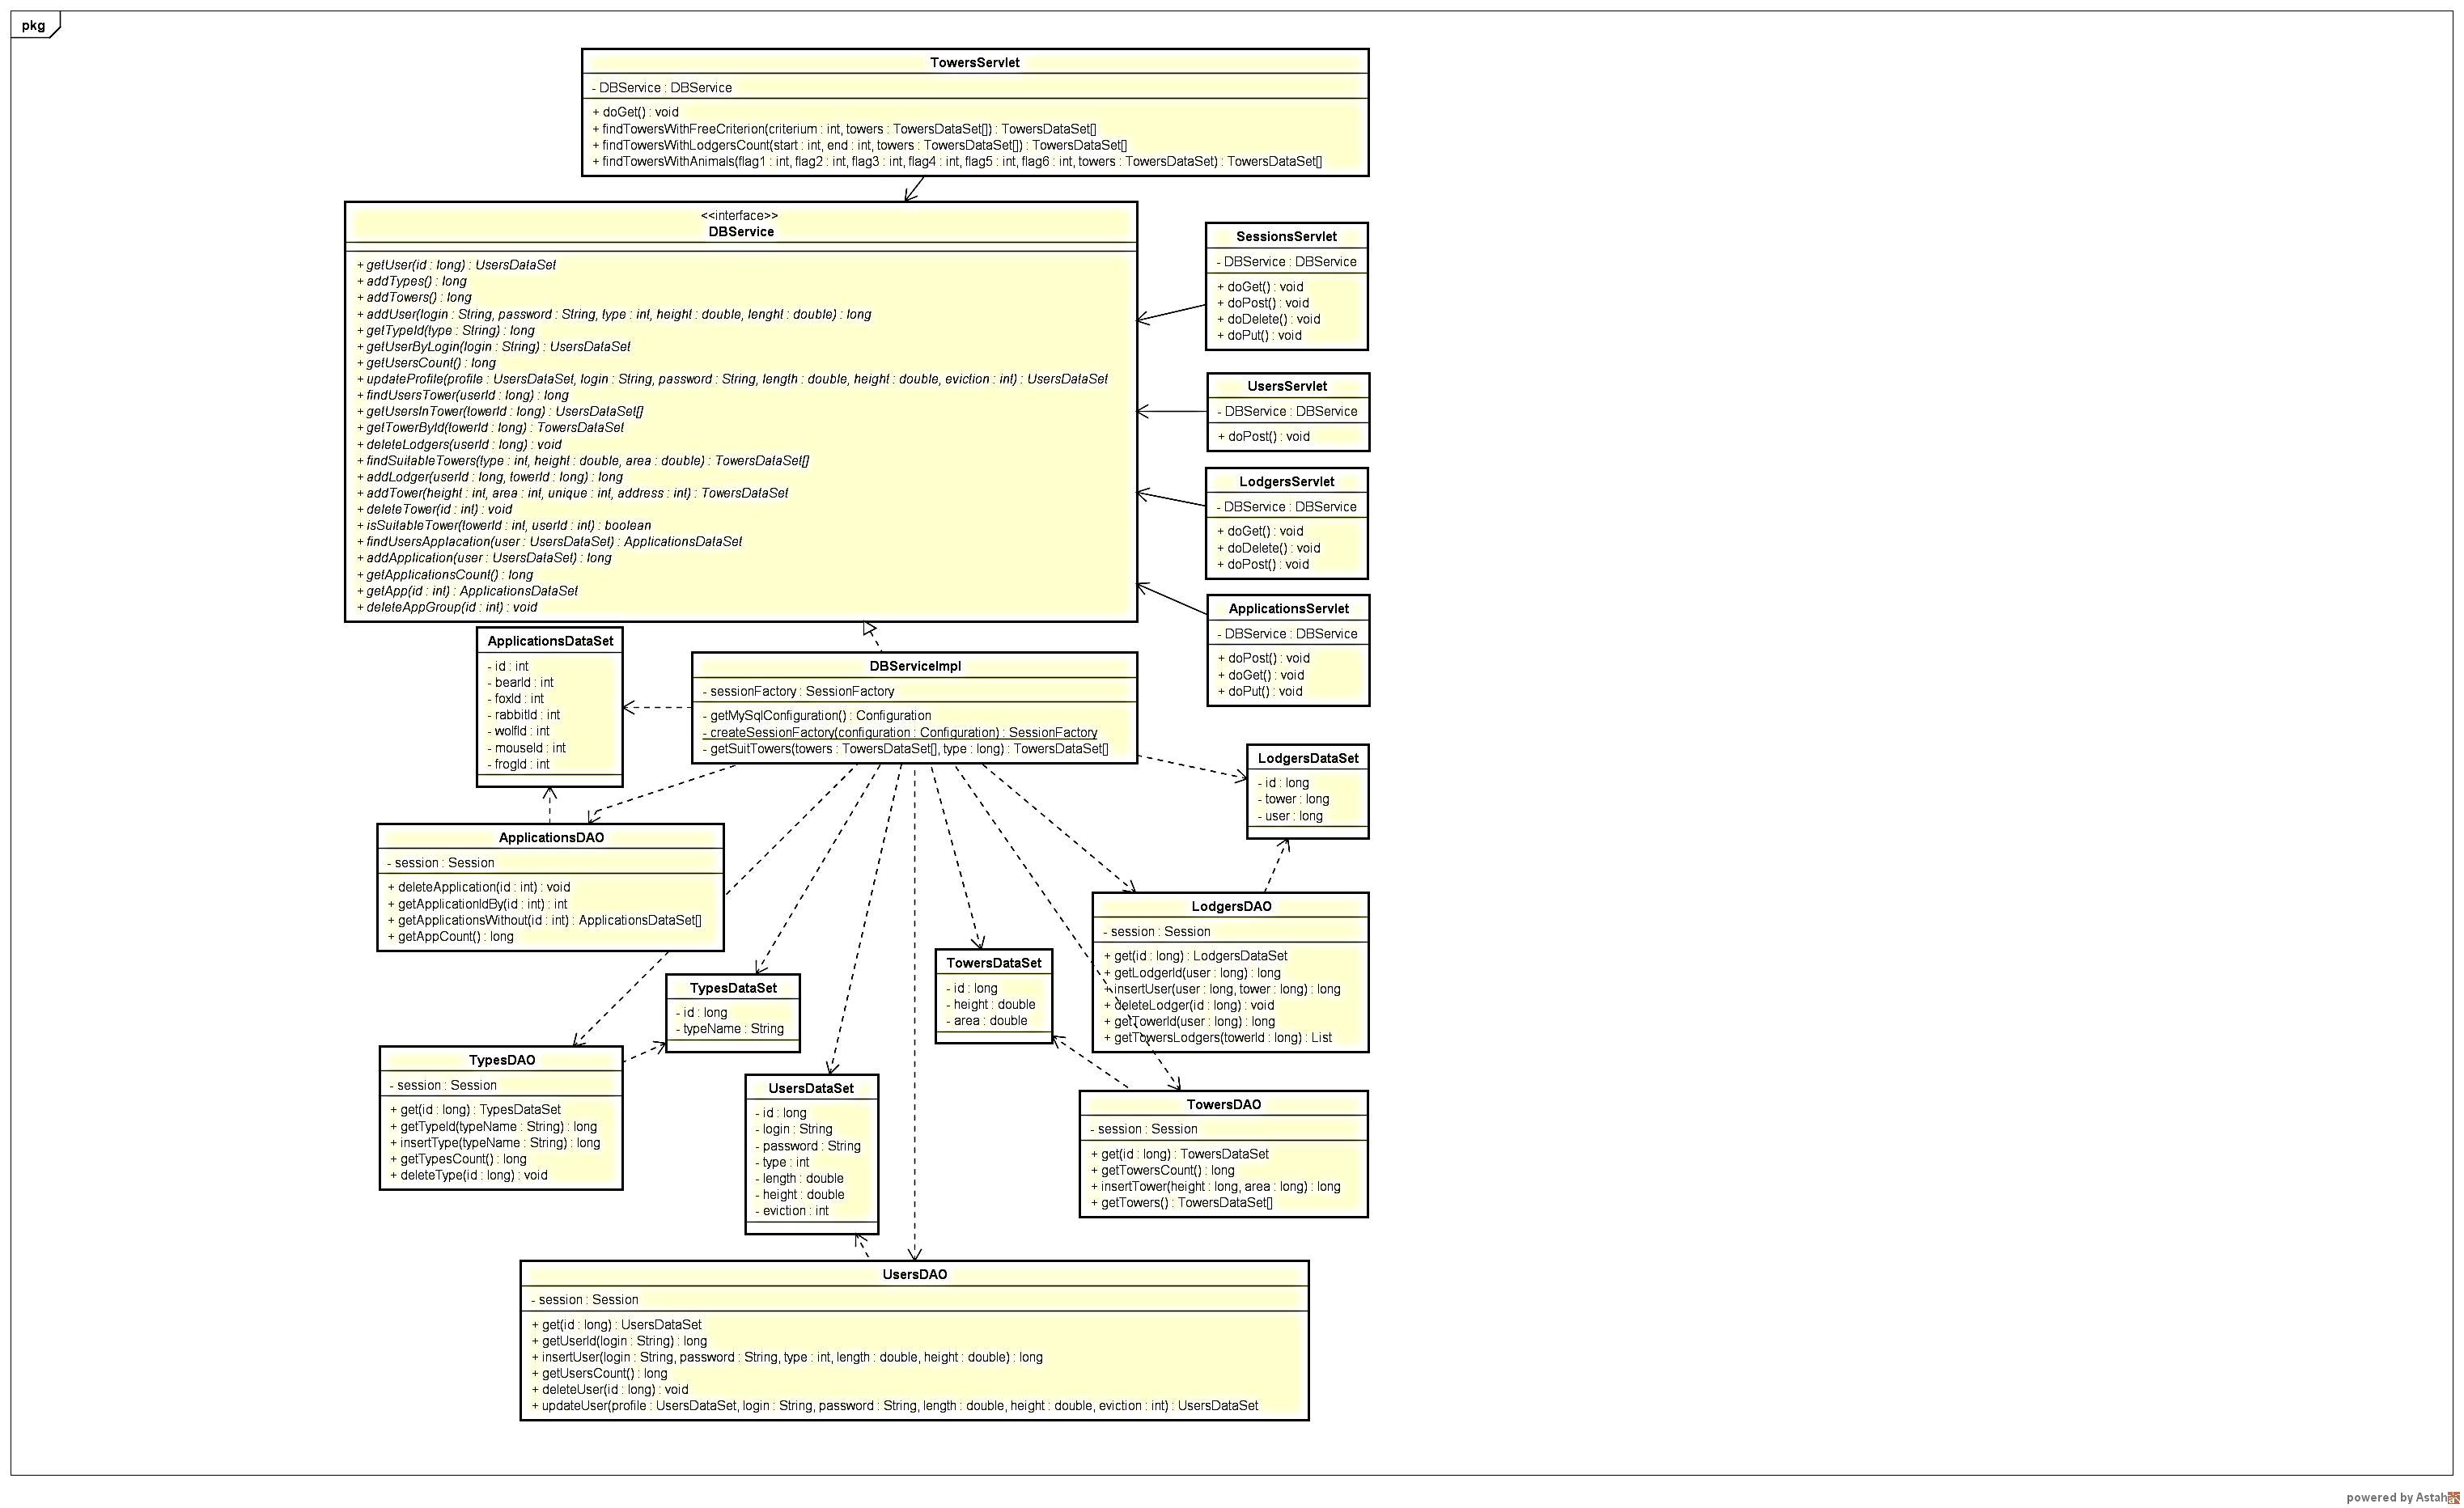 pkg
TowersServlet
- DBService : DBService
+ doGet() : void
+ findTowersWithFreeCriterion(criterium : int, towers : TowersDataSet[]) : TowersDataSet[]
+ findTowersWithLodgersCount(start : int, end : int, towers : TowersDataSet[]) : TowersDataSet[]
+ findTowersWithAnimals(flag1 : int, flag2 : int, flag3 : int, flag4 : int, flag5 : int, flag6 : int, towers : TowersDataSet) : TowersDataSet[]
<<interface>>
DBService
+ getUser(id : long) : UsersDataSet
+ addTypes() : long
+ addTowers() : long
+ addUser(login : String, password : String, type : int, height : double, lenght : double) : long
+ getTypeId(type : String) : long
+ getUserByLogin(login : String) : UsersDataSet
+ getUsersCount() : long
+ updateProfile(profile : UsersDataSet, login : String, password : String, length : double, height : double, eviction : int) : UsersDataSet
+ findUsersTower(userId : long) : long
+ getUsersInTower(towerId : long) : UsersDataSet[]
+ getTowerById(towerId : long) : TowersDataSet
+ deleteLodgers(userId : long) : void
+ findSuitableTowers(type : int, height : double, area : double) : TowersDataSet[]
+ addLodger(userId : long, towerId : long) : long
+ addTower(height : int, area : int, unique : int, address : int) : TowersDataSet
+ deleteTower(id : int) : void
+ isSuitableTower(towerId : int, userId : int) : boolean
+ findUsersApplacation(user : UsersDataSet) : ApplicationsDataSet
+ addApplication(user : UsersDataSet) : long
+ getApplicationsCount() : long
+ getApp(id : int) : ApplicationsDataSet
+ deleteAppGroup(id : int) : void
SessionsServlet
- DBService : DBService
+ doGet() : void
+ doPost() : void
+ doDelete() : void
+ doPut() : void
UsersServlet
- DBService : DBService
+ doPost() : void
LodgersServlet
- DBService : DBService
+ doGet() : void
+ doDelete() : void
+ doPost() : void
ApplicationsServlet
- DBService : DBService
+ doPost() : void
+ doGet() : void
+ doPut() : void
ApplicationsDataSet
- id : int
- bearId : int
- foxId : int
- rabbitId : int
- wolfId : int
- mouseId : int
- frogId : int
DBServiceImpl
- sessionFactory : SessionFactory
- getMySqlConfiguration() : Configuration
- createSessionFactory(configuration : Configuration) : SessionFactory
- getSuitTowers(towers : TowersDataSet[], type : long) : TowersDataSet[]
LodgersDataSet
- id : long
- tower : long
- user : long
ApplicationsDAO
- session : Session
+ deleteApplication(id : int) : void
+ getApplicationIdBy(id : int) : int
+ getApplicationsWithout(id : int) : ApplicationsDataSet[]
+ getAppCount() : long
LodgersDAO
- session : Session
+ get(id : long) : LodgersDataSet
+ getLodgerId(user : long) : long
+ insertUser(user : long, tower : long) : long
+ deleteLodger(id : long) : void
+ getTowerId(user : long) : long
+ getTowersLodgers(towerId : long) : List
TowersDataSet
- id : long
- height : double
- area : double
TypesDataSet
- id : long
- typeName : String
TypesDAO
- session : Session
+ get(id : long) : TypesDataSet
+ getTypeId(typeName : String) : long
+ insertType(typeName : String) : long
+ getTypesCount() : long
+ deleteType(id : long) : void
UsersDataSet
- id : long
- login : String
- password : String
- type : int
- length : double
- height : double
- eviction : int
TowersDAO
- session : Session
+ get(id : long) : TowersDataSet
+ getTowersCount() : long
+ insertTower(height : long, area : long) : long
+ getTowers() : TowersDataSet[]
UsersDAO
- session : Session
+ get(id : long) : UsersDataSet
+ getUserId(login : String) : long
+ insertUser(login : String, password : String, type : int, length : double, height : double) : long
+ getUsersCount() : long
+ deleteUser(id : long) : void
+ updateUser(profile : UsersDataSet, login : String, password : String, length : double, height : double, eviction : int) : UsersDataSet
powered by Astah